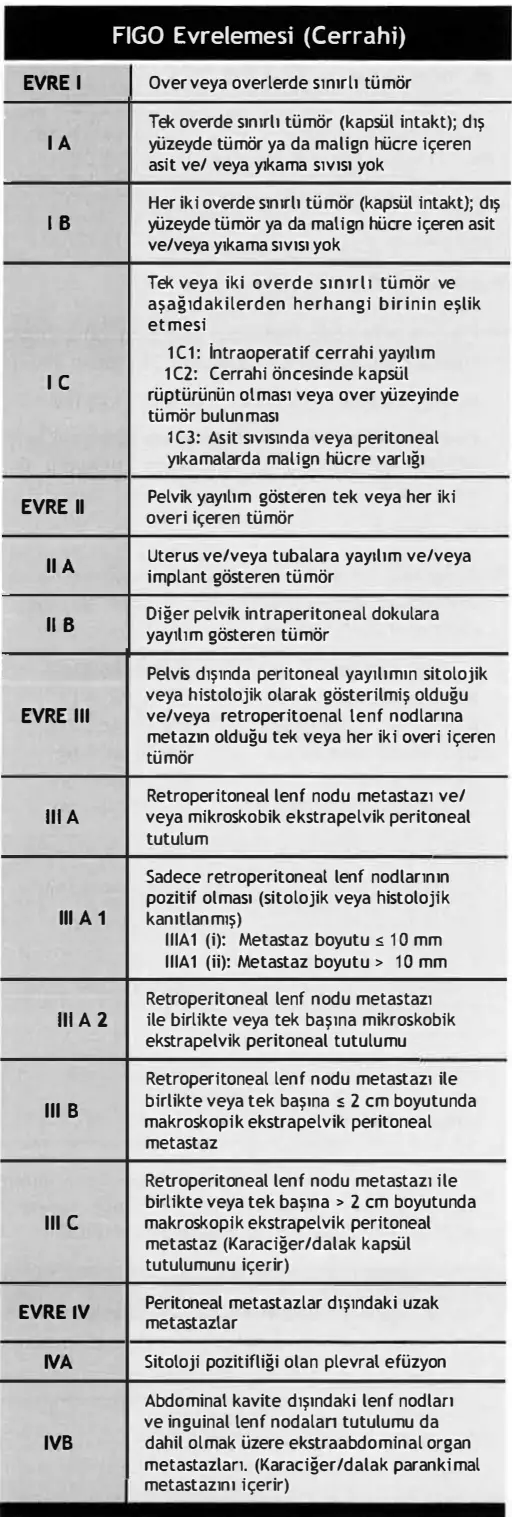 FIGO Evrelemesi (Cerrahi)
EVRE I
Over veya overlerde sınırlı tümör
I A
Tek overde sınırlı tümör (kapsül intakt); dış
yüzeyde tümör ya da malign hücre içeren
asit ve/ veya yıkama sıvısı yok
I B
Her iki overde sınırlı tümör (kapsül intakt); dış
yüzeyde tümör ya da malign hücre içeren asit
ve/veya yıkama sıvısı yok
I C
Tek veya iki overde sınırlı tümör ve
aşağıdakilerden herhangi birinin eşlik
etmesi
1C1: İntraoperatif cerrahi yayılım
1C2: Cerrahi öncesinde kapsül
rüptürünün olması veya over yüzeyinde
tümör bulunması
1C3: Asit sıvısında veya peritoneal
yıkamalarda malign hücre varlığı
EVRE II
Pelvik yayılım gösteren tek veya her iki
overi içeren tümör
II A
Uterus ve/veya tubalara yayılım ve/veya
implant gösteren tümör
II B
Diğer pelvik intraperitoneal dokulara
yayılım gösteren tümör
EVRE III
Pelvis dışında peritoneal yayılımın sitolojik
veya histolojik olarak gösterilmiş olduğu
ve/veya retroperitoenal lenf nodlarına
metazın olduğu tek veya her iki overi içeren
tümör
III A
Retroperitoneal lenf nodu metastazı ve/
veya mikroskobik ekstrapelvik peritoneal
tutulum
III A 1
Sadece retroperitoneal lenf nodlarının
pozitif olması (sitolojik veya histolojik
kanıtlanmış)
IIIA1 (i): Metastaz boyutu ≤ 10 mm
IIIA1 (ii): Metastaz boyutu > 10 mm
III A 2
Retroperitoneal lenf nodu metastazı
ile birlikte veya tek başına mikroskobik
ekstrapelvik peritoneal tutulumu
III B
Retroperitoneal lenf nodu metastazı ile
birlikte veya tek başına ≤ 2 cm boyutunda
makroskopik ekstrapelvik peritoneal
metastaz
III C
Retroperitoneal lenf nodu metastazı ile
birlikte veya tek başına > 2 cm boyutunda
makroskopik ekstrapelvik peritoneal
metastaz (Karaciğer/dalak kapsül
tutulumunu içerir)
EVRE IV
Peritoneal metastazlar dışındaki uzak
metastazlar
IVA
Sitoloji pozitifliği olan plevral efüzyon
IVB
Abdominal kavite dışındaki lenf nodları
ve inguinal lenf nodaları tutulumu da
dahil olmak üzere ekstraabdominal organ
metastazları. (Karaciğer/dalak parankimal
metastazını içerir)